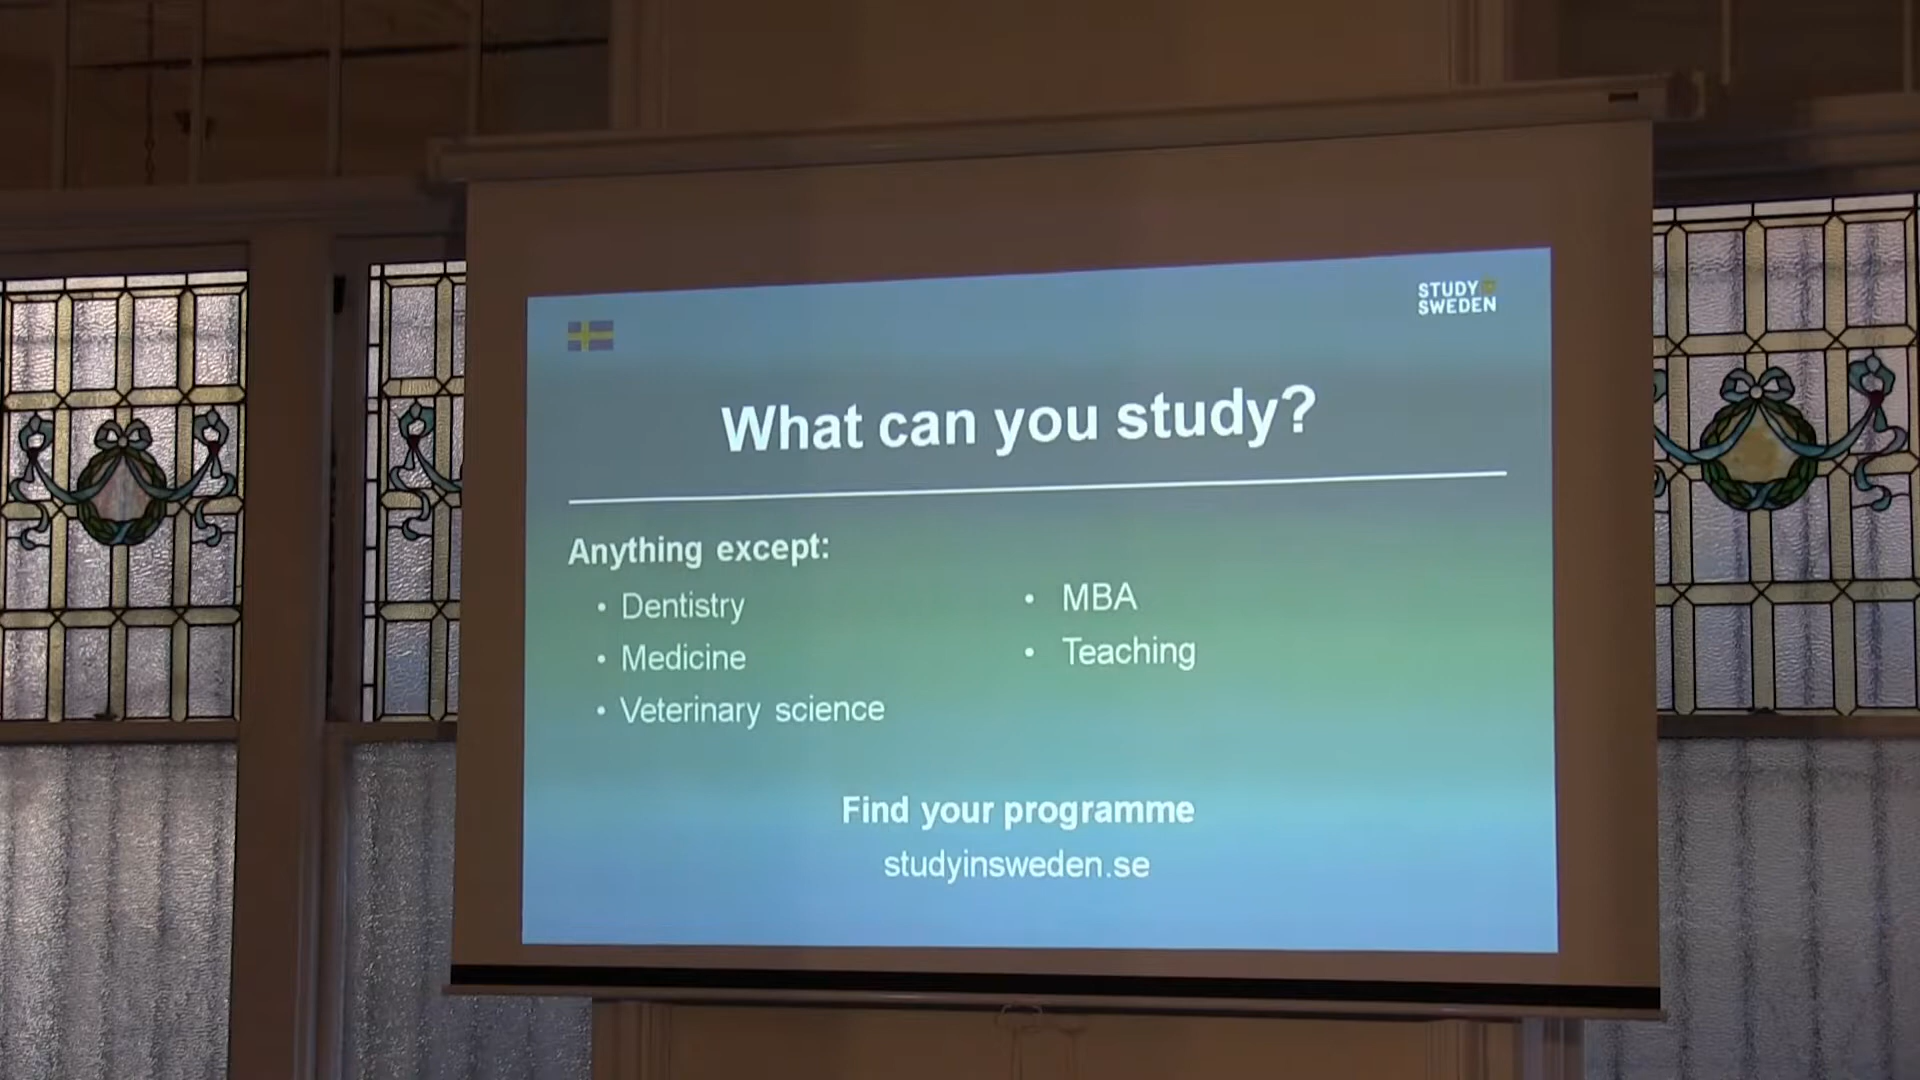 STUDY IN
SWEDEN
What can you study?
Anything except:
• Dentistry
• Medicine
• Veterinary science
• MBA
• Teaching
Find your programme
studyinsweden.se